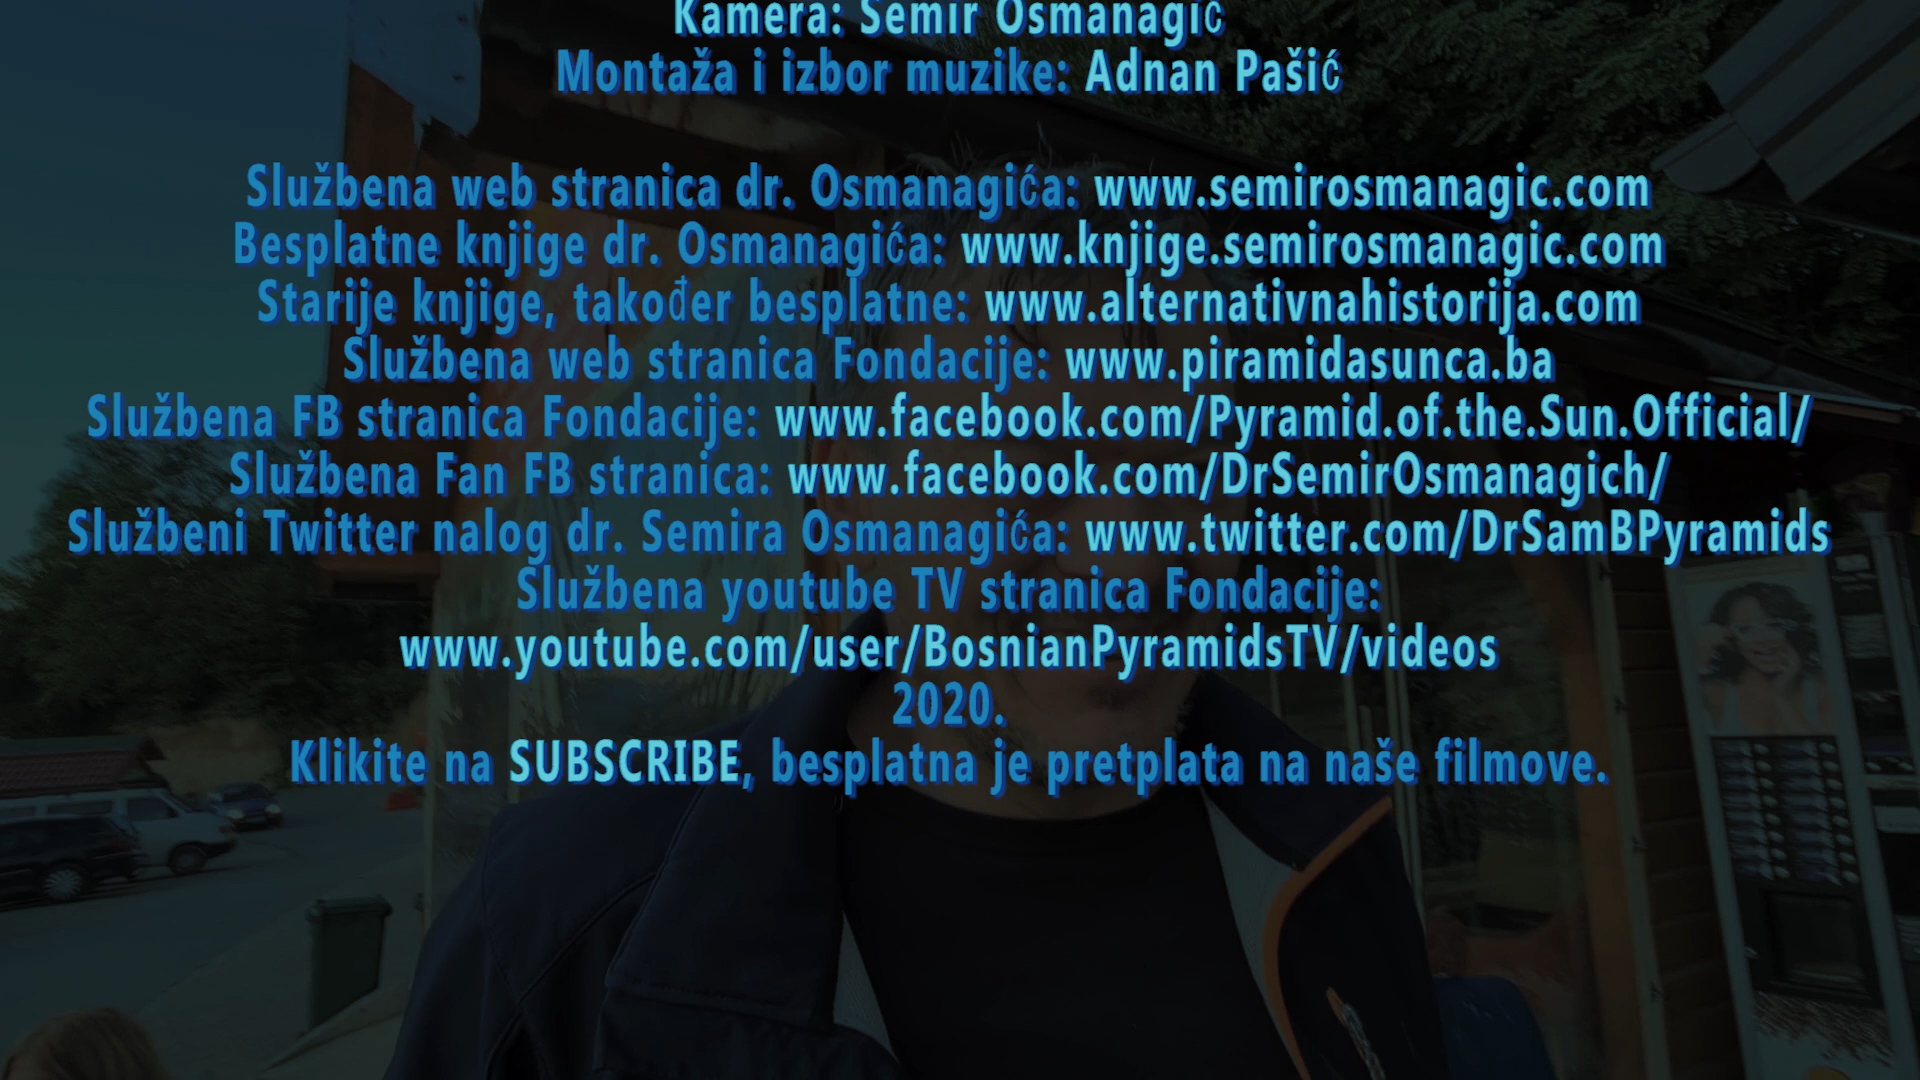 Kamera: Semir Osmanagić
Montaža i izbor muzike: Adnan Pašić
Službena web stranica dr. Osmanagića: www.semirosmanagic.com
Besplatne knjige dr. Osmanagića: www.knjige.semirosmanagic.com
Starije knjige, također besplatne: www.alternativnahistorija.com
Službena web stranica Fondacije: www.piramidasunca.ba
Službena FB stranica Fondacije: www.facebook.com/Pyramid.of.the.Sun.Official/
Službena Fan FB stranica: www.facebook.com/DrSemirOsmanagich/
Službeni Twitter nalog dr. Semira Osmanagića: www.twitter.com/DrSamBPyramids
Službena youtube TV stranica Fondacije:
www.youtube.com/user/BosnianPyramidsTV/videos
2020.
Klikite na SUBSCRIBE, besplatna je pretplata na naše filmove.